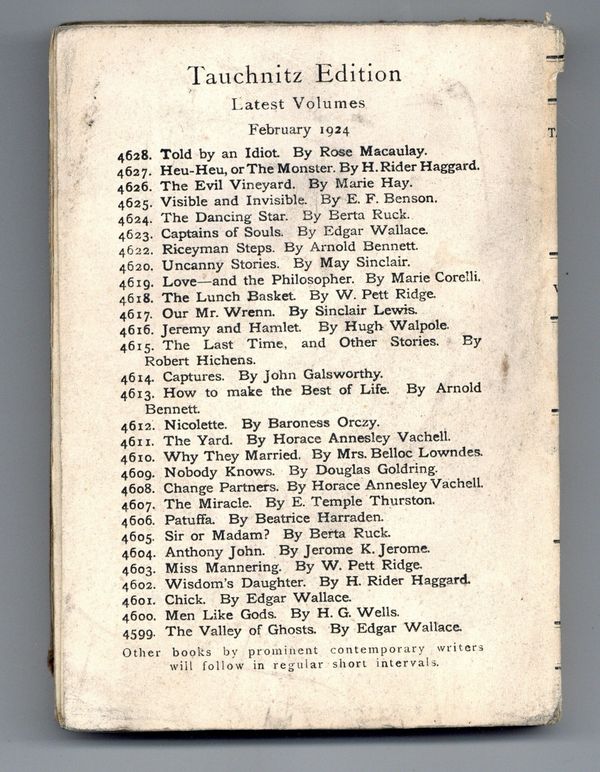 Tauchnitz Edition
Latest Volumes
February 1924
4628. Told by an Idiot. By Rose Macaulay.
4627. Heu-Heu, or The Monster. By H. Rider Haggard.
4626. The Evil Vineyard. By Marie Hay.
4625. Visible and Invisible. By E. F. Benson.
4624. The Dancing Star. By Berta Ruck.
4623. Captains of Souls. By Edgar Wallace.
4622. Riceyman Steps. By Arnold Bennett.
4620. Uncanny Stories. By May Sinclair.
4619. Love—and the Philosopher. By Marie Corelli.
4618. The Lunch Basket. By W. Pett Ridge.
4617. Our Mr. Wrenn. By Sinclair Lewis.
4616. Jeremy and Hamlet. By Hugh Walpole.
4615. The Last Time, and Other Stories. By
Robert Hichens.
4614. Captures. By John Galsworthy.
4613. How to make the Best of Life. By Arnold
Bennett.
4612. Nicolette. By Baroness Orczy.
4611. The Yard. By Horace Annesley Vachell.
4610. Why They Married. By Mrs. Belloc Lowndes.
4609. Nobody Knows. By Douglas Goldring.
4608. Change Partners. By Horace Annesley Vachell.
4607. The Miracle. By E. Temple Thurston.
4606. Patuffa. By Beatrice Harraden.
4605. Sir or Madam? By Berta Ruck.
4604. Anthony John. By Jerome K. Jerome.
4603. Miss Mannering. By W. Pett Ridge.
4602. Wisdom's Daughter. By H. Rider Haggard.
4601. Chick. By Edgar Wallace.
4600. Men Like Gods. By H. G. Wells.
4599. The Valley of Ghosts. By Edgar Wallace.
Other books by prominent contemporary writers
will follow in regular short intervals.